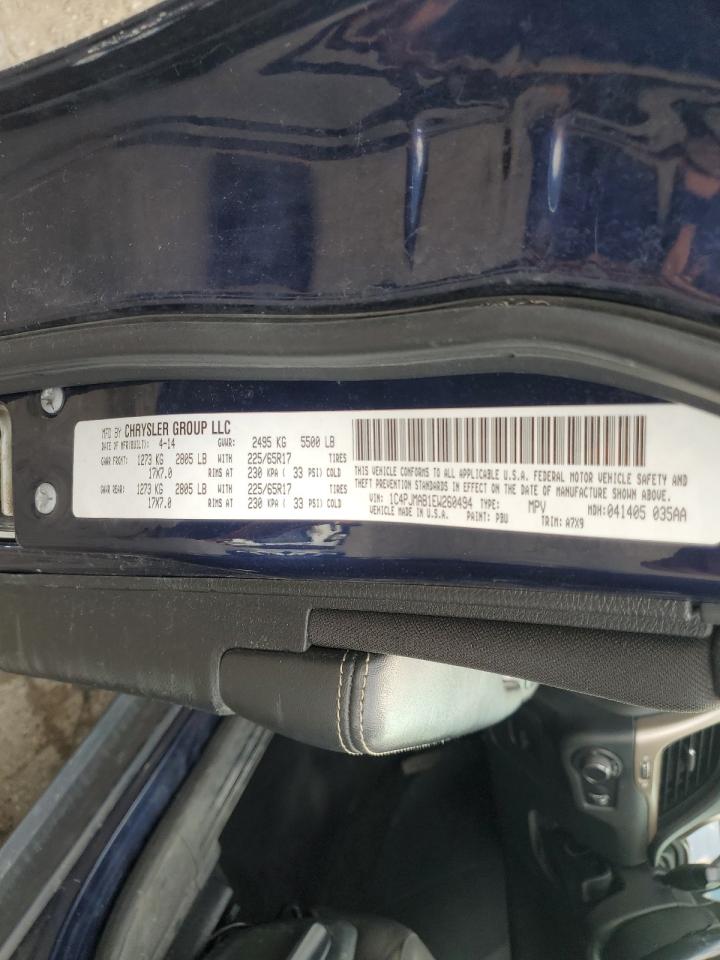 MFD BY CHRYSLER GROUP LLC
DATE OF MFR(BUILT): 4-14 GVWR: 2495 KG 5500 LB
GAWR FRONT: 1273 KG 2805 LB WITH 225/65R17 TIRES
17X7.0 RIMS AT 230 KPA ( 33 PSI) COLD
GAWR REAR: 1273 KG 2805 LB WITH 225/65R17 TIRES
17X7.0 RIMS AT 230 KPA ( 33 PSI) COLD
THIS VEHICLE CONFORMS TO ALL APPLICABLE U.S.A. FEDERAL MOTOR VEHICLE SAFETY AND
THEFT PREVENTION STANDARDS IN EFFECT ON THE DATE OF MANUFACTURE SHOWN ABOVE.
VIN: 1C4PJMAB1EW260494 TYPE: MPV MDH:041405 035AA
VEHICLE MADE IN U.S.A. PAINT: PBU TRIM: A7X9